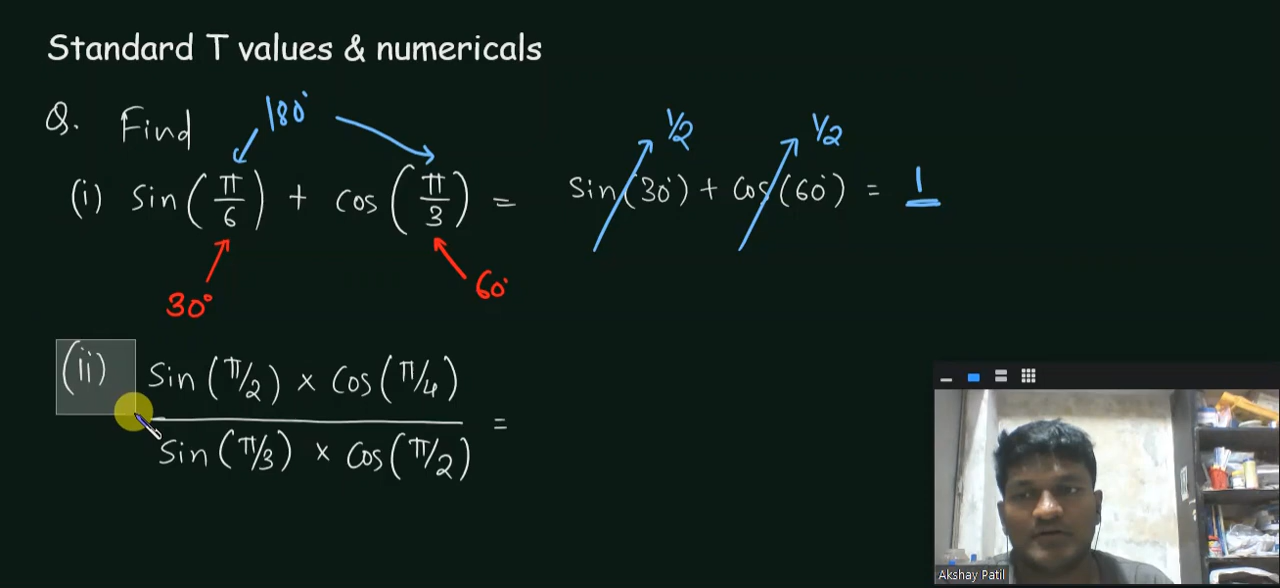 Standard T values & numericals
Q. Find
180°
(i) Sin(π/6) + cos(π/3) = Sin(30°) + Cos(60°) = 1
1/2
1/2
30°
60°
(ii) Sin(π/2) × Cos(π/4)
Sin(π/3) × Cos(π/2) =
Akshay Patil